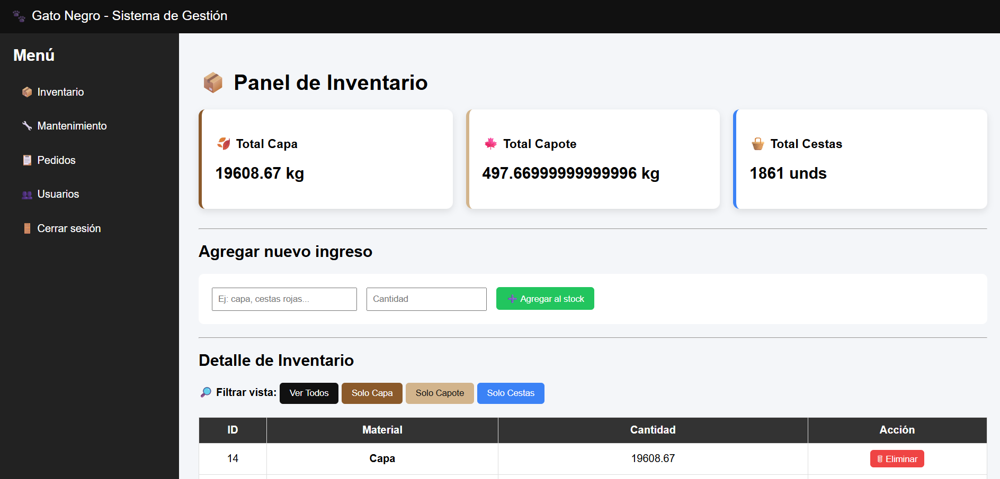 Gato Negro - Sistema de Gestión
Menú
Inventario
Mantenimiento
Pedidos
Usuarios
Cerrar sesión
Panel de Inventario
Total Capa
19608.67 kg
Total Capote
497.66999999999996 kg
Total Cestas
1861 unds
Agregar nuevo ingreso
Ej: capa, cestas rojas...
Cantidad
Agregar al stock
Detalle de Inventario
Filtrar vista: Ver Todos Solo Capa Solo Capote Solo Cestas
ID Material Cantidad Acción
14 Capa 19608.67 Eliminar